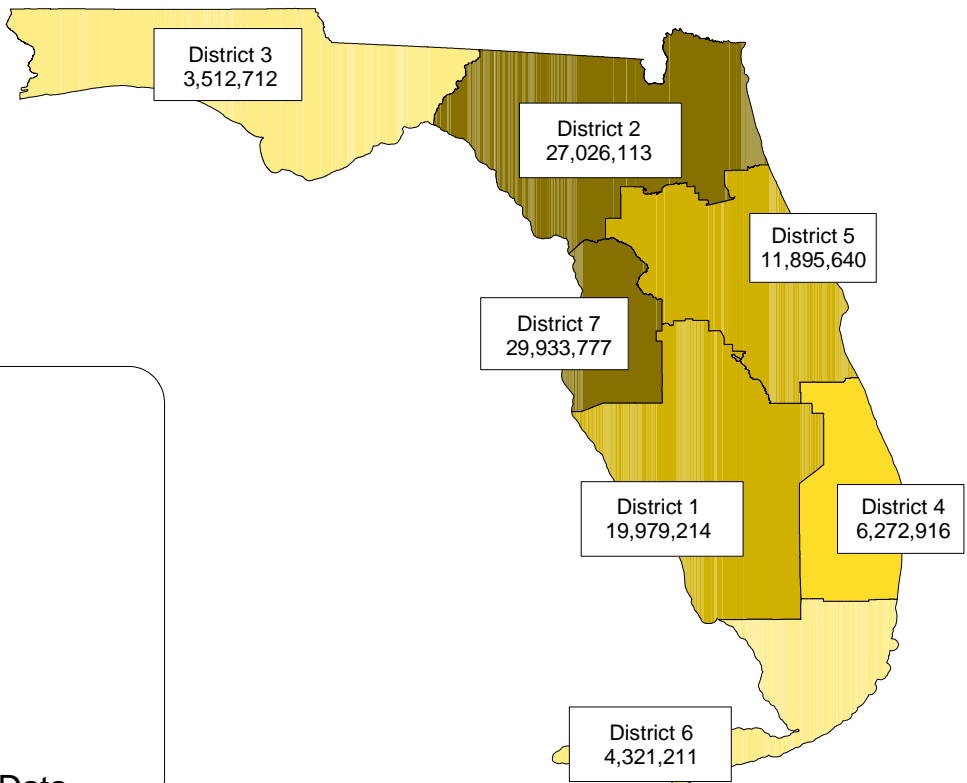 District 3
3,512,712
District 2
27,026,113
District 5
11,895,640
District 7
29,933,777
District 1
19,979,214
District 4
6,272,916
District 6
4,321,211
Data